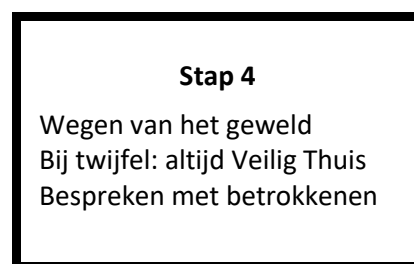 Stap 4
Wegen van het geweld
Bij twijfel: altijd Veilig Thuis
Bespreken met betrokkenen